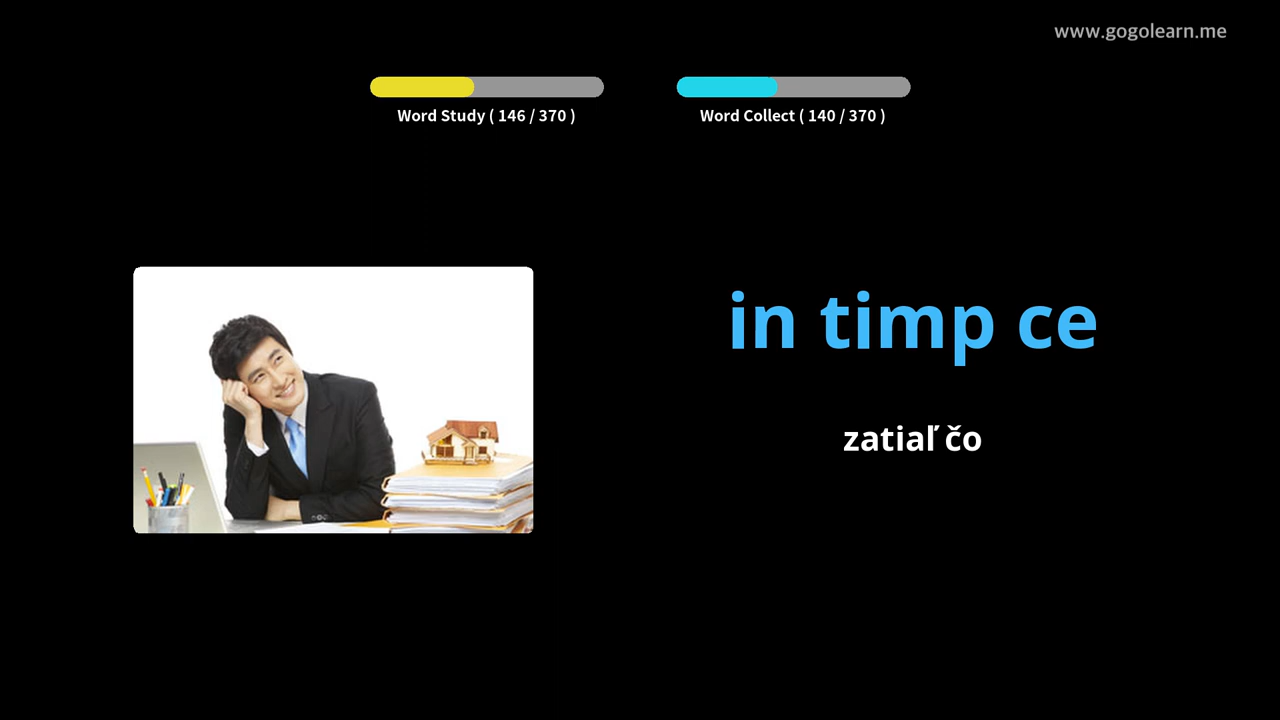 www.gogolearn.me
Word Study ( 146 / 370 )
Word Collect ( 140 / 370 )
in timp ce
zatiaľ čo